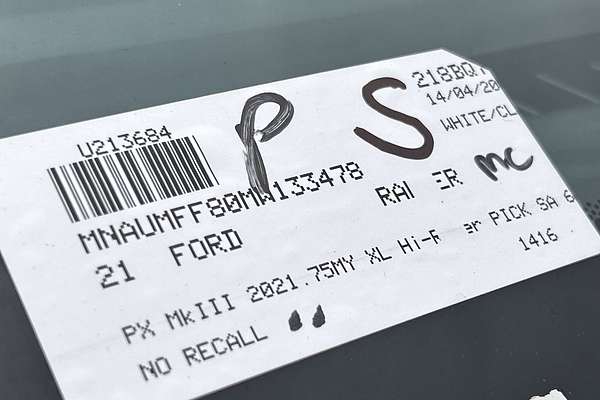 U213684 P S 218BQ
14/04/20
MNAUMFF80MW133478 WHITE/CL
21 FORD RAN ER MC
PX MkIII 2021.75MY XL Hi-R er PICK SA 6
NO RECALL 1416